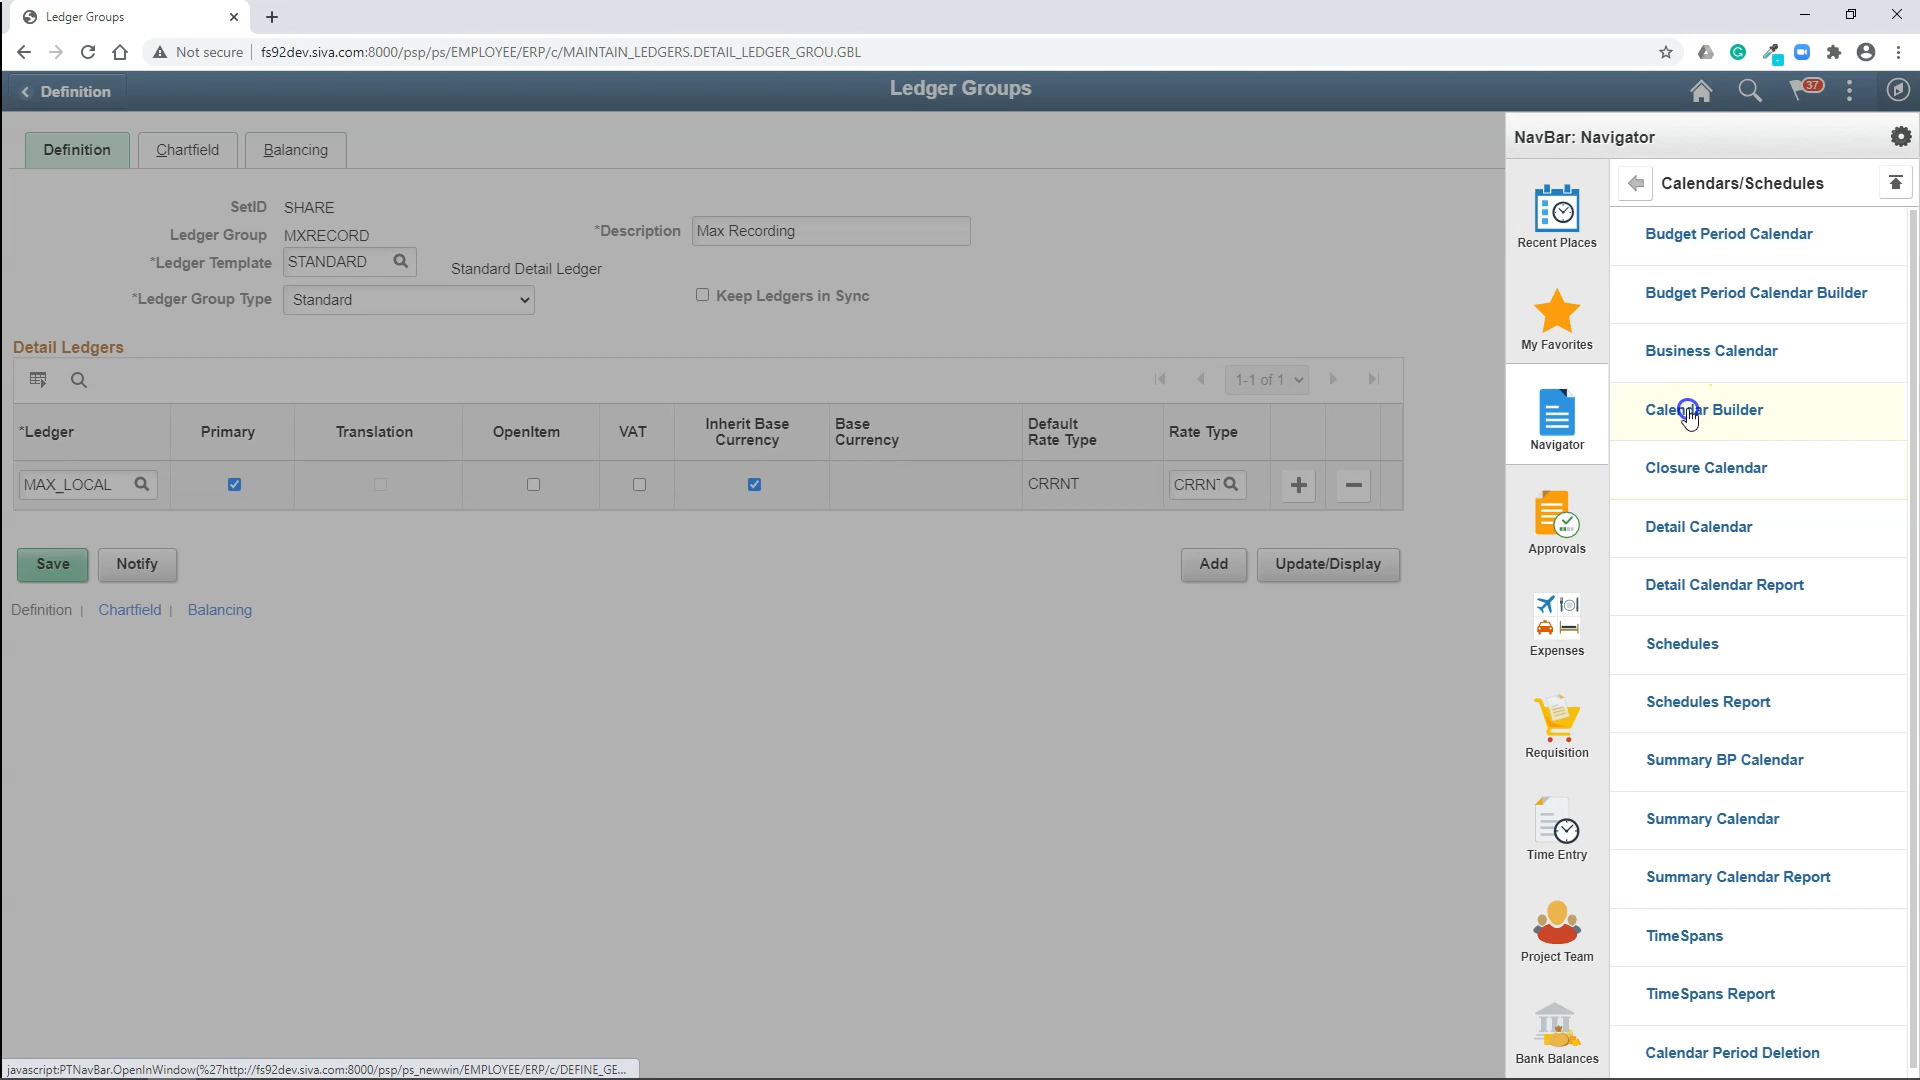 Ledger Groups
Not secure
fs92dev.siva.com:8000/psp/ps/EMPLOYEE/ERP/c/MAINTAIN_LEDGERS.DETAIL_LEDGER_GROU.GBL
Definition
Ledger Groups
37
Definition
Chartfield
Balancing
SetID SHARE
Ledger Group MXRECORD
*Description Max Recording
*Ledger Template STANDARD
Standard Detail Ledger
*Ledger Group Type Standard
Keep Ledgers in Sync
Detail Ledgers
1-1 of 1
*Ledger
Primary
Translation
OpenItem
VAT
Inherit Base
Currency
Base
Currency
Default
Rate Type
Rate Type
MAX_LOCAL
CRRNT
CRRNT
Save
Notify
Add
Update/Display
Definition | Chartfield | Balancing
NavBar: Navigator
Recent Places
My Favorites
Navigator
Approvals
Expenses
Requisition
Time Entry
Project Team
Bank Balances
Calendars/Schedules
Budget Period Calendar
Budget Period Calendar Builder
Business Calendar
Calendar Builder
Closure Calendar
Detail Calendar
Detail Calendar Report
Schedules
Schedules Report
Summary BP Calendar
Summary Calendar
Summary Calendar Report
TimeSpans
TimeSpans Report
Calendar Period Deletion
javascript:PTNavBar.OpenInWindow(%27http://fs92dev.siva.com:8000/psp/ps_newwin/EMPLOYEE/ERP/c/DEFINE_GE...